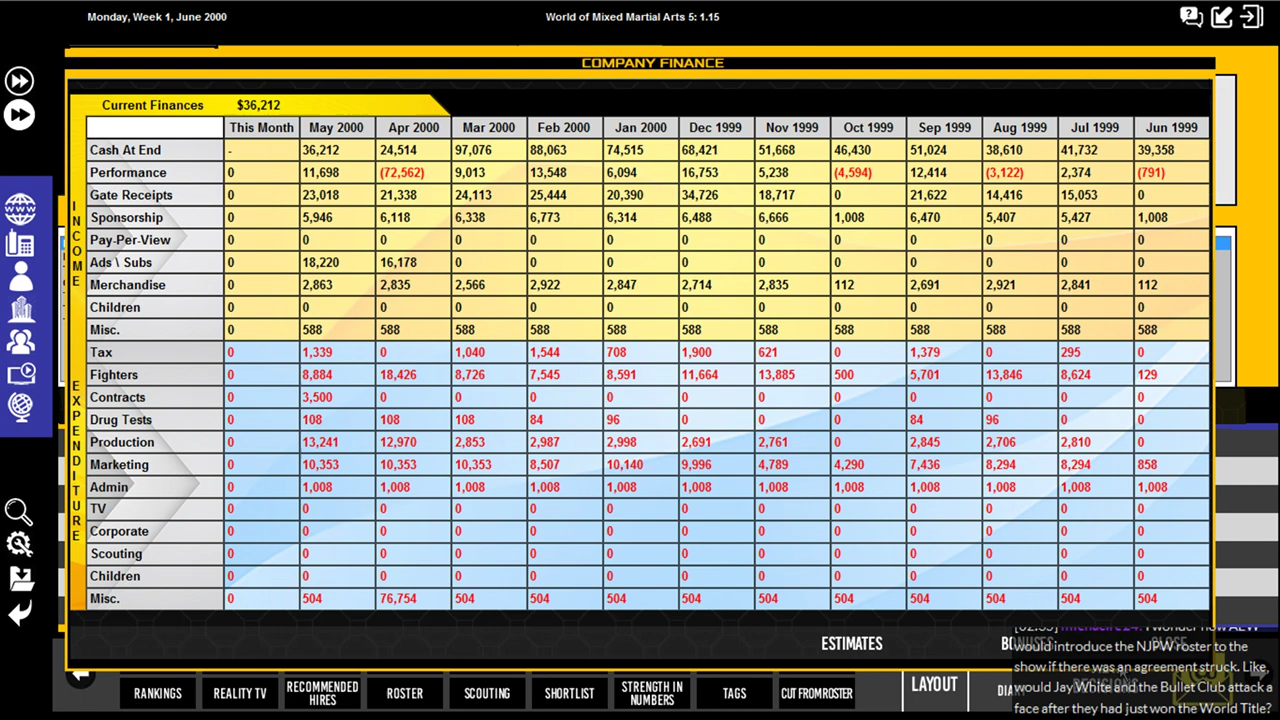 Monday, Week 1, June 2000
World of Mixed Martial Arts 5: 1.15
COMPANY FINANCE
Current Finances $36,212
This Month May 2000 Apr 2000 Mar 2000 Feb 2000 Jan 2000 Dec 1999 Nov 1999 Oct 1999 Sep 1999 Aug 1999 Jul 1999 Jun 1999
INCOME
Cash At End - 36,212 24,514 97,076 88,063 74,515 68,421 51,668 46,430 51,024 38,610 41,732 39,358
Performance 0 11,698 (72,562) 9,013 13,548 6,094 16,753 5,238 (4,594) 12,414 (3,122) 2,374 (791)
Gate Receipts 0 23,018 21,338 24,113 25,444 20,390 34,726 18,717 0 21,622 14,416 15,053 0
Sponsorship 0 5,946 6,118 6,338 6,773 6,314 6,488 6,666 1,008 6,470 5,407 5,427 1,008
Pay-Per-View 0 0 0 0 0 0 0 0 0 0 0 0 0
Ads \ Subs 0 18,220 16,178 0 0 0 0 0 0 0 0 0 0
Merchandise 0 2,863 2,835 2,566 2,922 2,847 2,714 2,835 112 2,691 2,921 2,841 112
Children 0 0 0 0 0 0 0 0 0 0 0 0 0
Misc. 0 588 588 588 588 588 588 588 588 588 588 588 588
EXPENDITURE
Tax 0 1,339 0 1,040 1,544 708 1,900 621 0 1,379 0 295 0
Fighters 0 8,884 18,426 8,726 7,545 8,591 11,664 13,885 500 5,701 13,846 8,624 129
Contracts 0 3,500 0 0 0 0 0 0 0 0 0 0 0
Drug Tests 0 108 108 108 84 96 0 0 0 84 96 0 0
Production 0 13,241 12,970 2,853 2,987 2,998 2,691 2,761 0 2,845 2,706 2,810 0
Marketing 0 10,353 10,353 10,353 8,507 10,140 9,996 4,789 4,290 7,436 8,294 8,294 858
Admin 0 1,008 1,008 1,008 1,008 1,008 1,008 1,008 1,008 1,008 1,008 1,008 1,008
TV 0 0 0 0 0 0 0 0 0 0 0 0 0
Corporate 0 0 0 0 0 0 0 0 0 0 0 0 0
Scouting 0 0 0 0 0 0 0 0 0 0 0 0 0
Children 0 0 0 0 0 0 0 0 0 0 0 0 0
Misc. 0 504 76,754 504 504 504 504 504 504 504 504 504 504
ESTIMATES
would introduce the NJPW roster to the
show if there was an agreement struck. Like,
would Jay White and the Bullet Club attack a
face after they had just won the World Title?
RANKINGS
REALITY TV
RECOMMENDED HIRES
ROSTER
SCOUTING
SHORTLIST
STRENGTH IN NUMBERS
TAGS
CUT FROM ROSTER
LAYOUT